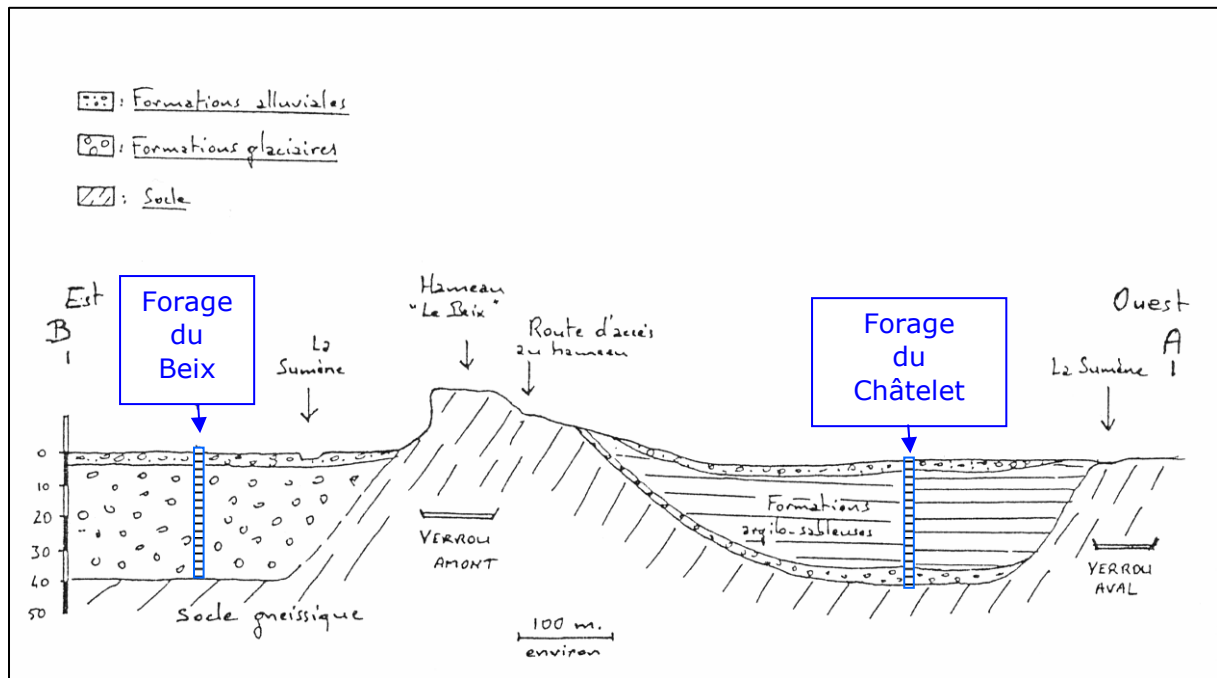 : Formations alluviales
: Formations glaciaires
: Socle
Est
B
Forage
du
Beix
La
Sumène
Hameau
"Le Beix"
Route d'accès
au hameau
Forage
du
Châtelet
La Sumène
Ouest
A
0
10
20
30
40
50
VERROU
AMONT
Formations
argilo-sableuses
VERROU
AVAL
Socle gneissique
100 m.
environ